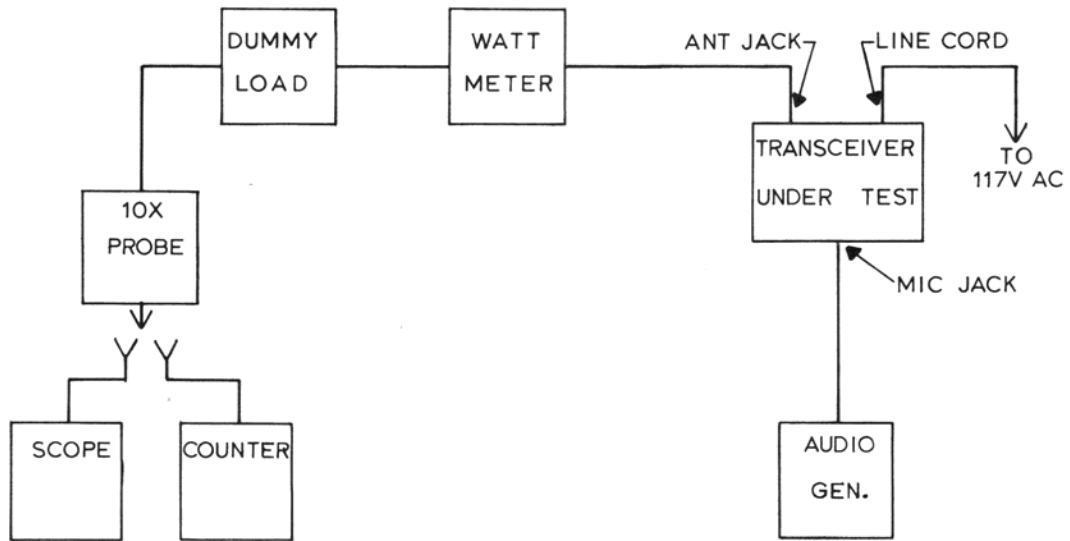 DUMMY
LOAD
WATT
METER
ANT JACK
LINE CORD
TRANSCEIVER
UNDER TEST
TO
117V AC
10X
PROBE
MIC JACK
SCOPE
COUNTER
AUDIO
GEN.